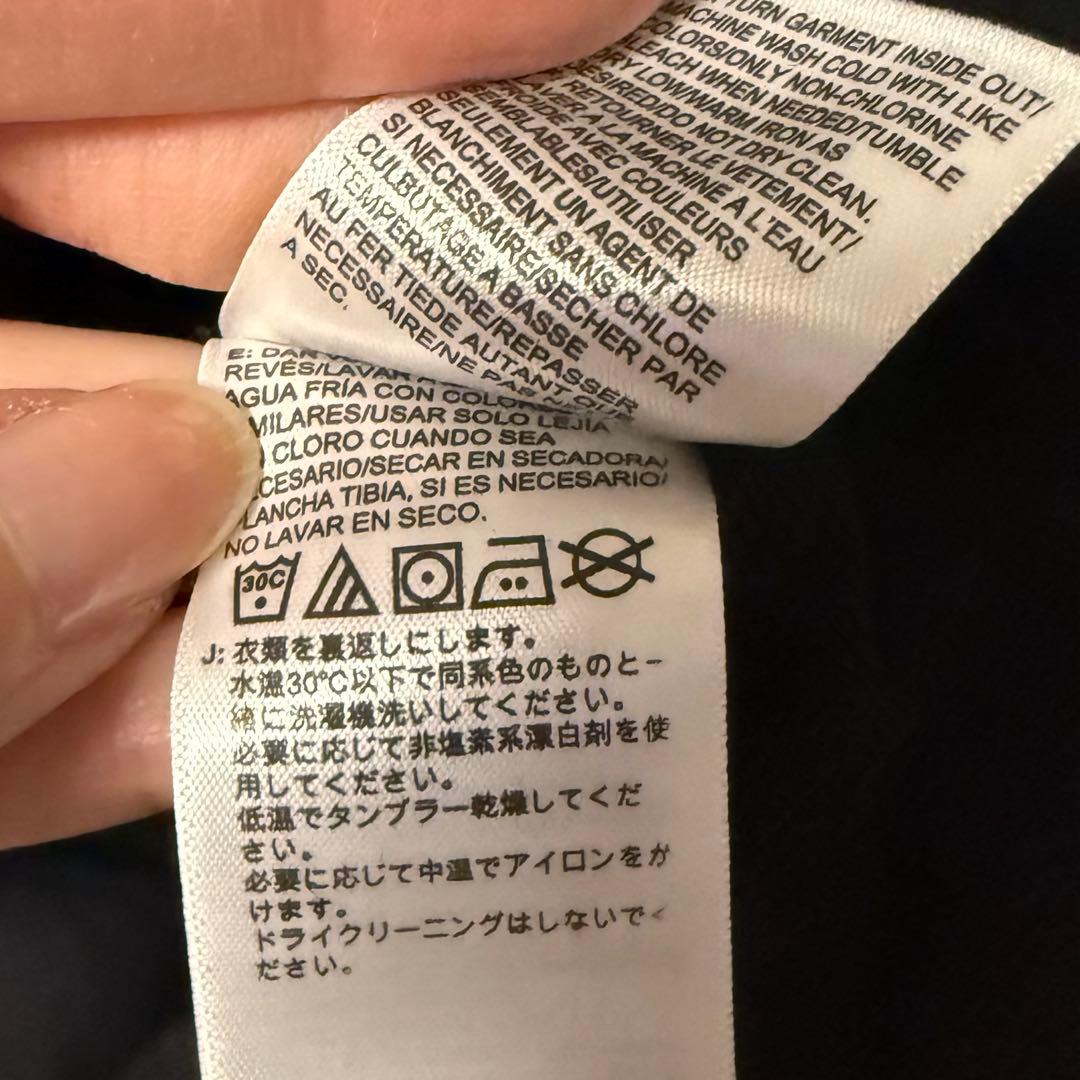 TURN GARMENT INSIDE OUT/
MACHINE WASH COLD WITH LIKE
COLORS/ONLY NON-CHLORINE
BLEACH WHEN NEEDED/TUMBLE
DRY LOW/WARM IRON AS
DESIRED/DO NOT DRY CLEAN.
RETOURNER LE VETEMENT/
LAVER A LA MACHINE A L'EAU
FROIDE AVEC COULEURS
SEMBLABLES/UTILISER
SEULEMENT UN AGENT DE
BLANCHIMENT SANS CHLORE
SI NECESSAIRE/SECHER PAR
CULBUTAGE A BASSE
TEMPERATURE/REPASSER
AU FER TIEDE AUTANT QUE
NECESSAIRE/NE PAS
A SEC.
E: DAR
REVÉS/LAVAR A
AGUA FRÍA CON COLORES
MILARES/USAR SOLO LEJÍA
CLORO CUANDO SEA
CESARIO/SECAR EN SECADORA/
LANCHA TIBIA, SI ES NECESARIO/
NO LAVAR EN SECO.
30C
J: 衣類を裏返しにします。
水温30℃以下で同系色のものと一
緒に洗濯機洗いしてください。
必要に応じて非塩素系漂白剤を使
用してください。
低温でタンブラー乾燥してくだ
さい。
必要に応じて中温でアイロンをか
けます。
ドライクリーニングはしないでく
ださい。